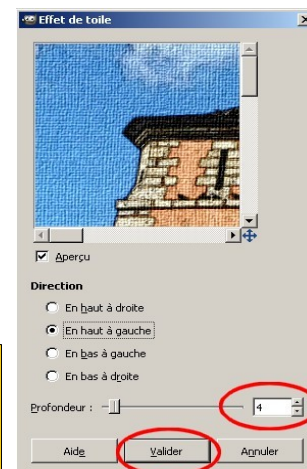 Effet de toile
Aperçu
Direction
En haut à droite
En haut à gauche
En bas à gauche
En bas à droite
Profondeur :
4
Aide
Valider
Annuler